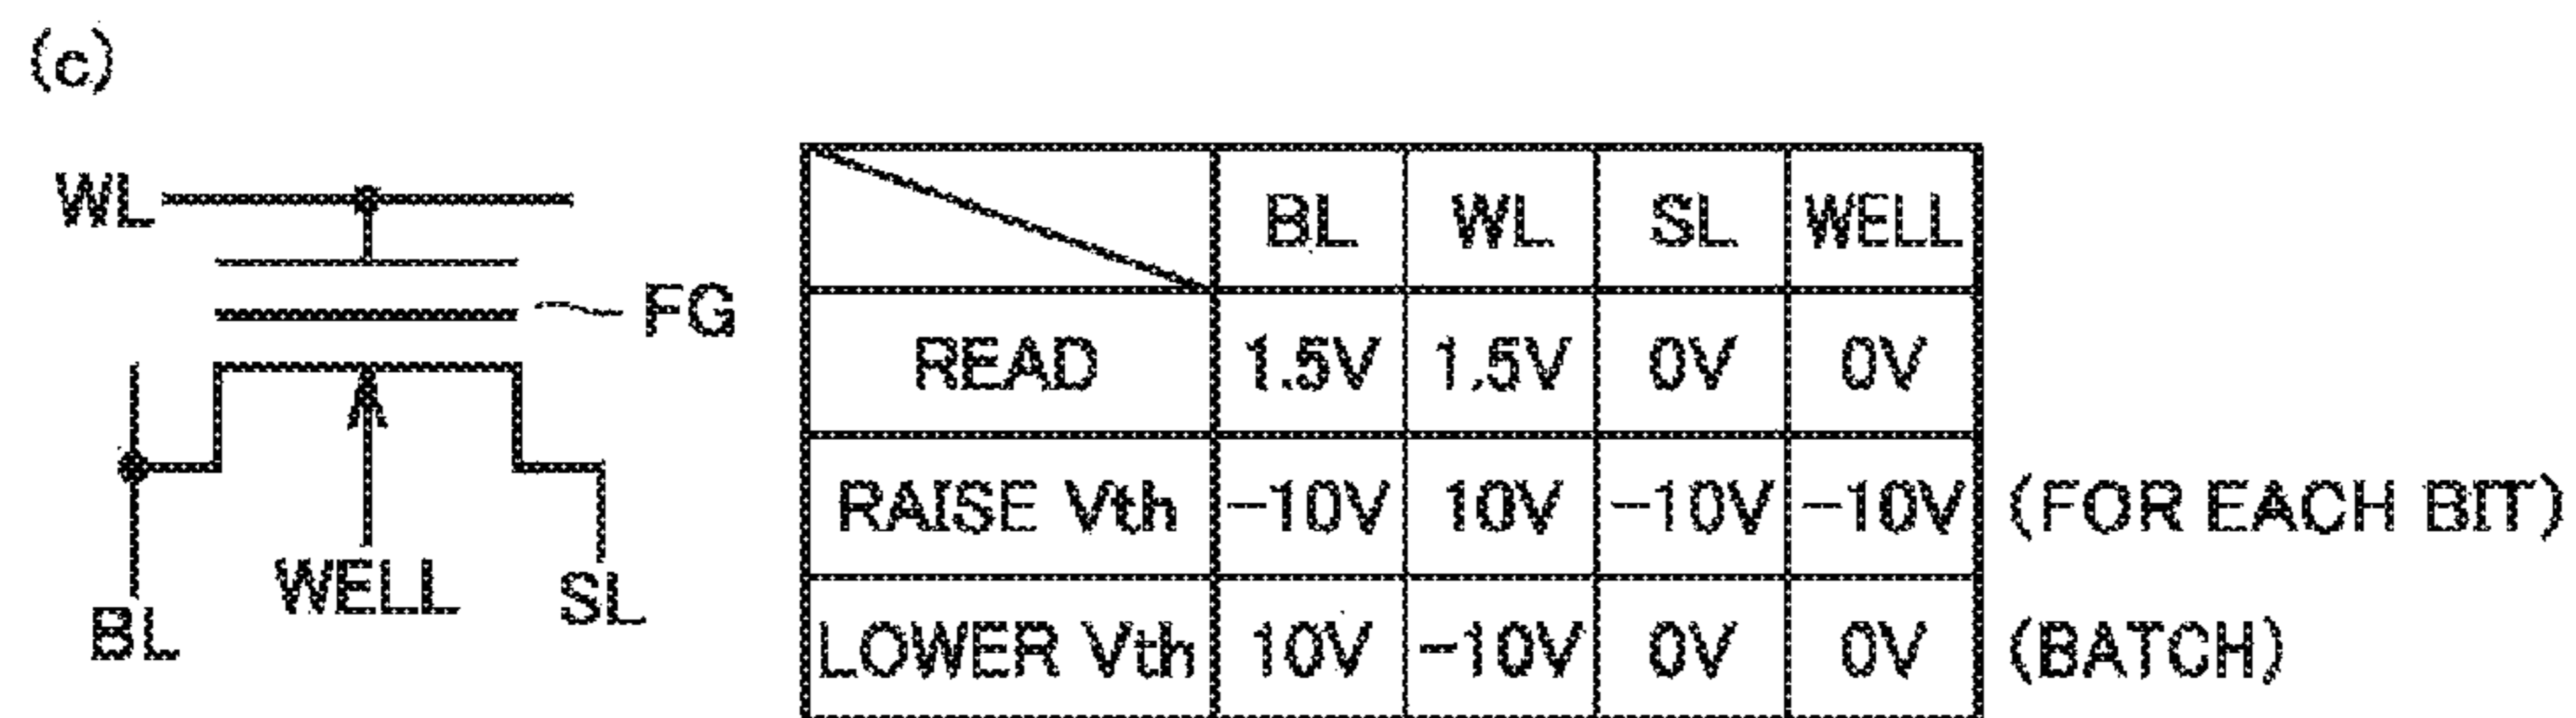 (c)
WL
FG
BL
WELL
SL
BL WL SL WELL
READ 1.5V 1.5V 0V 0V
RAISE Vth -10V 10V -10V -10V (FOR EACH BIT)
LOWER Vth 10V -10V 0V 0V (BATCH)